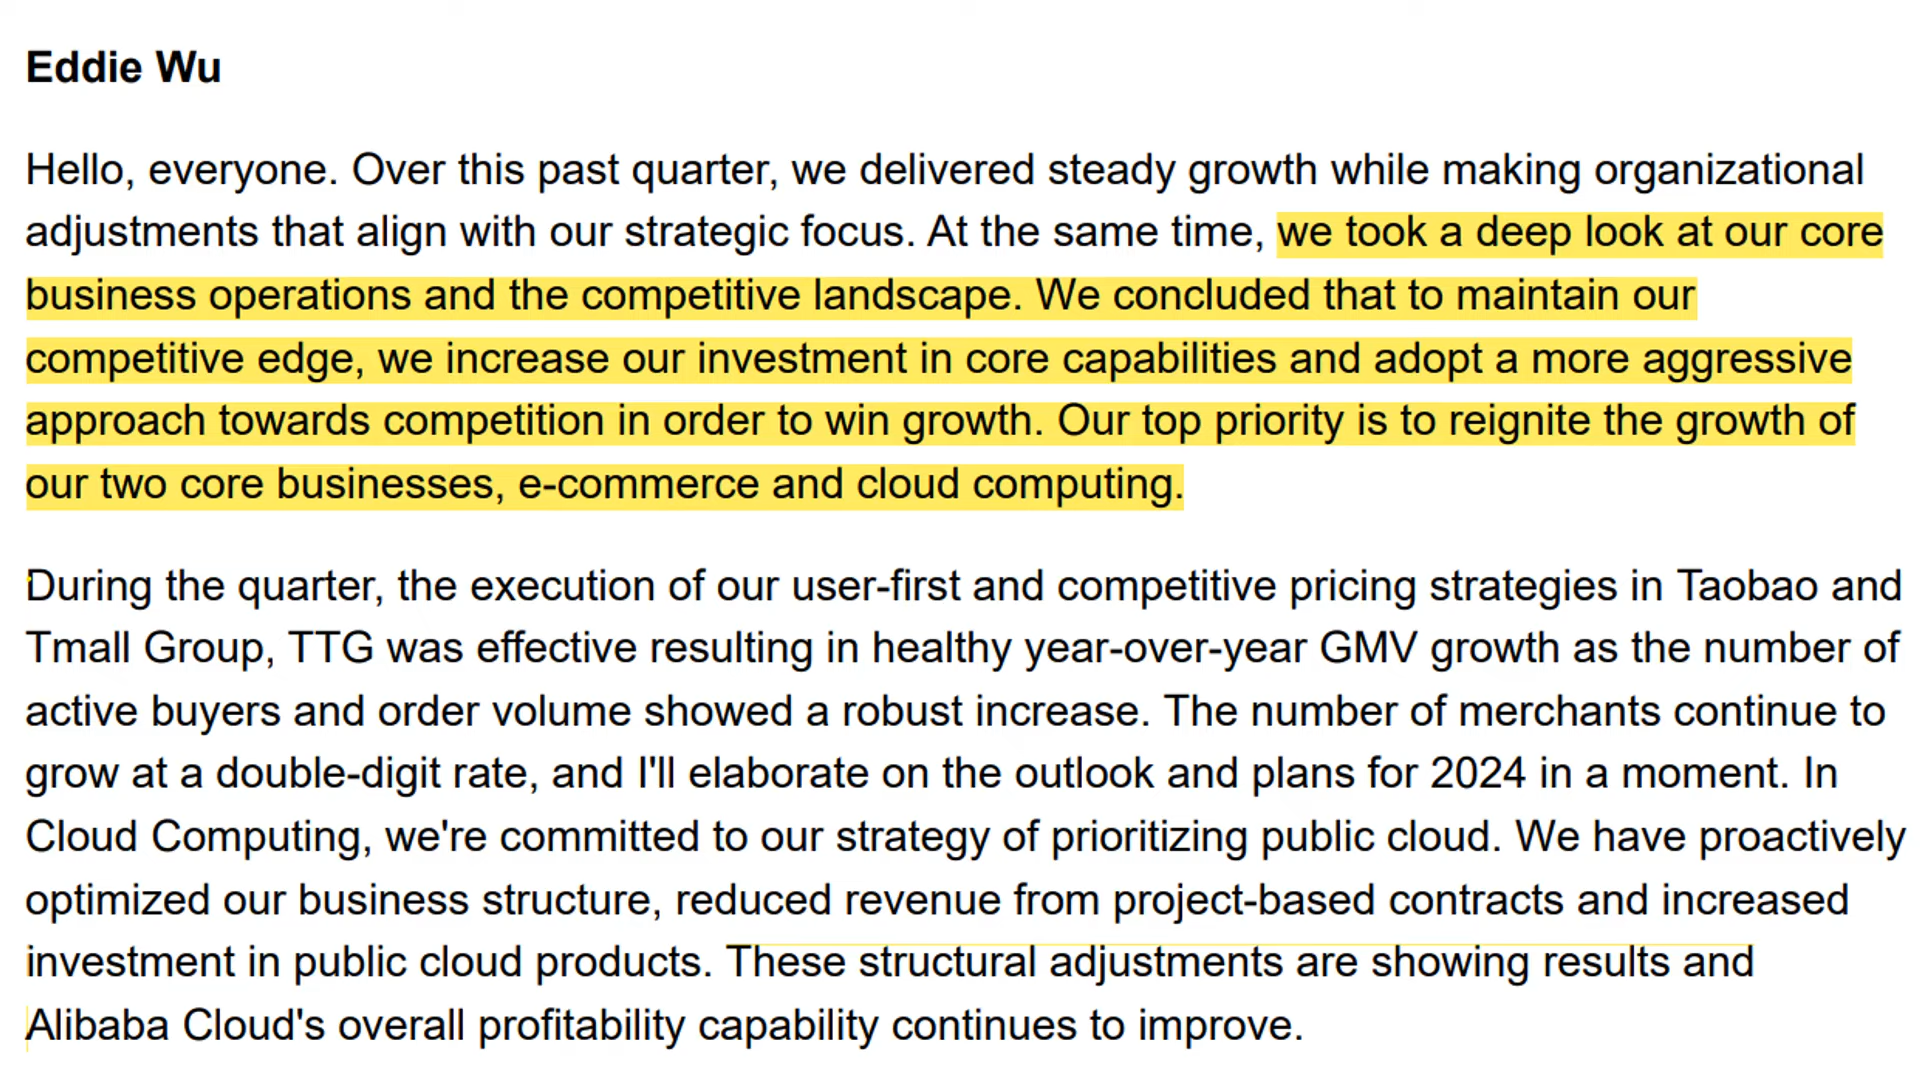 Eddie Wu
Hello, everyone. Over this past quarter, we delivered steady growth while making organizational
adjustments that align with our strategic focus. At the same time, we took a deep look at our core
business operations and the competitive landscape. We concluded that to maintain our
competitive edge, we increase our investment in core capabilities and adopt a more aggressive
approach towards competition in order to win growth. Our top priority is to reignite the growth of
our two core businesses, e-commerce and cloud computing.
During the quarter, the execution of our user-first and competitive pricing strategies in Taobao and
Tmall Group, TTG was effective resulting in healthy year-over-year GMV growth as the number of
active buyers and order volume showed a robust increase. The number of merchants continue to
grow at a double-digit rate, and I'll elaborate on the outlook and plans for 2024 in a moment. In
Cloud Computing, we're committed to our strategy of prioritizing public cloud. We have proactively
optimized our business structure, reduced revenue from project-based contracts and increased
investment in public cloud products. These structural adjustments are showing results and
Alibaba Cloud's overall profitability capability continues to improve.